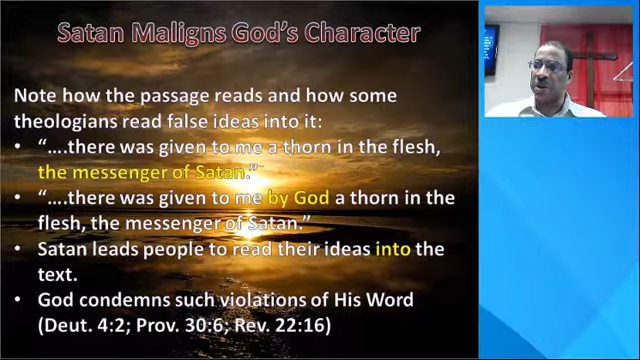 Satan Maligns God's Character
Note how the passage reads and how some
theologians read false ideas into it:
• “....there was given to me a thorn in the flesh,
the messenger of Satan.”
• “....there was given to me by God a thorn in the
flesh, the messenger of Satan.”
• Satan leads people to read their ideas into the
text.
• God condemns such violations of His Word
(Deut. 4:2; Prov. 30:6; Rev. 22:16)